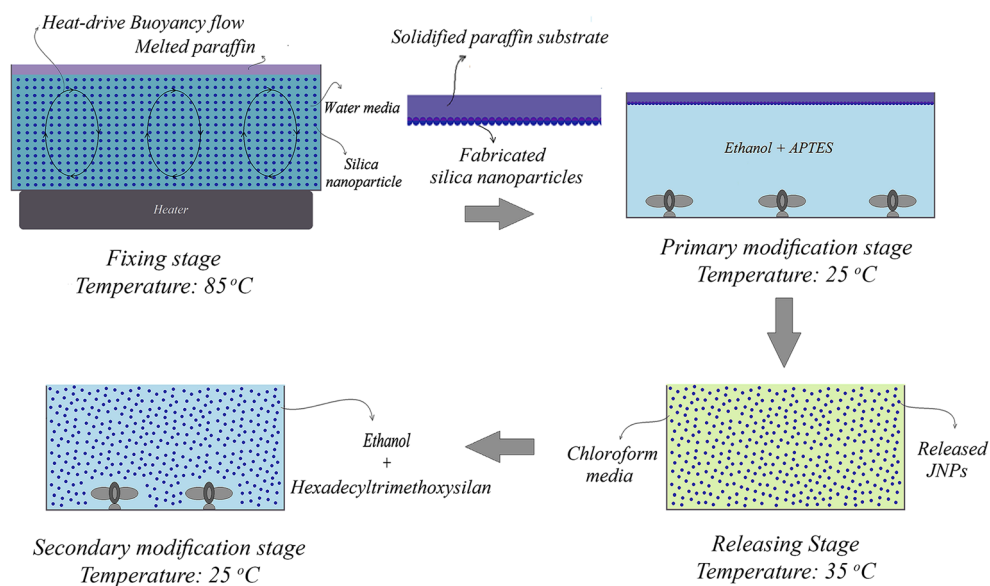 Heat-drive Buoyancy flow
Melted paraffin
Water media
Silica
nanoparticle
Heater
Fixing stage
Temperature: 85 °C
Solidified paraffin substrate
Fabricated
silica nanoparticles
Ethanol + APTES
Primary modification stage
Temperature: 25 °C
Chloroform
media
Released
JNPs
Releasing Stage
Temperature: 35 °C
Ethanol
+
Hexadecyltrimethoxysilan
Secondary modification stage
Temperature: 25 °C